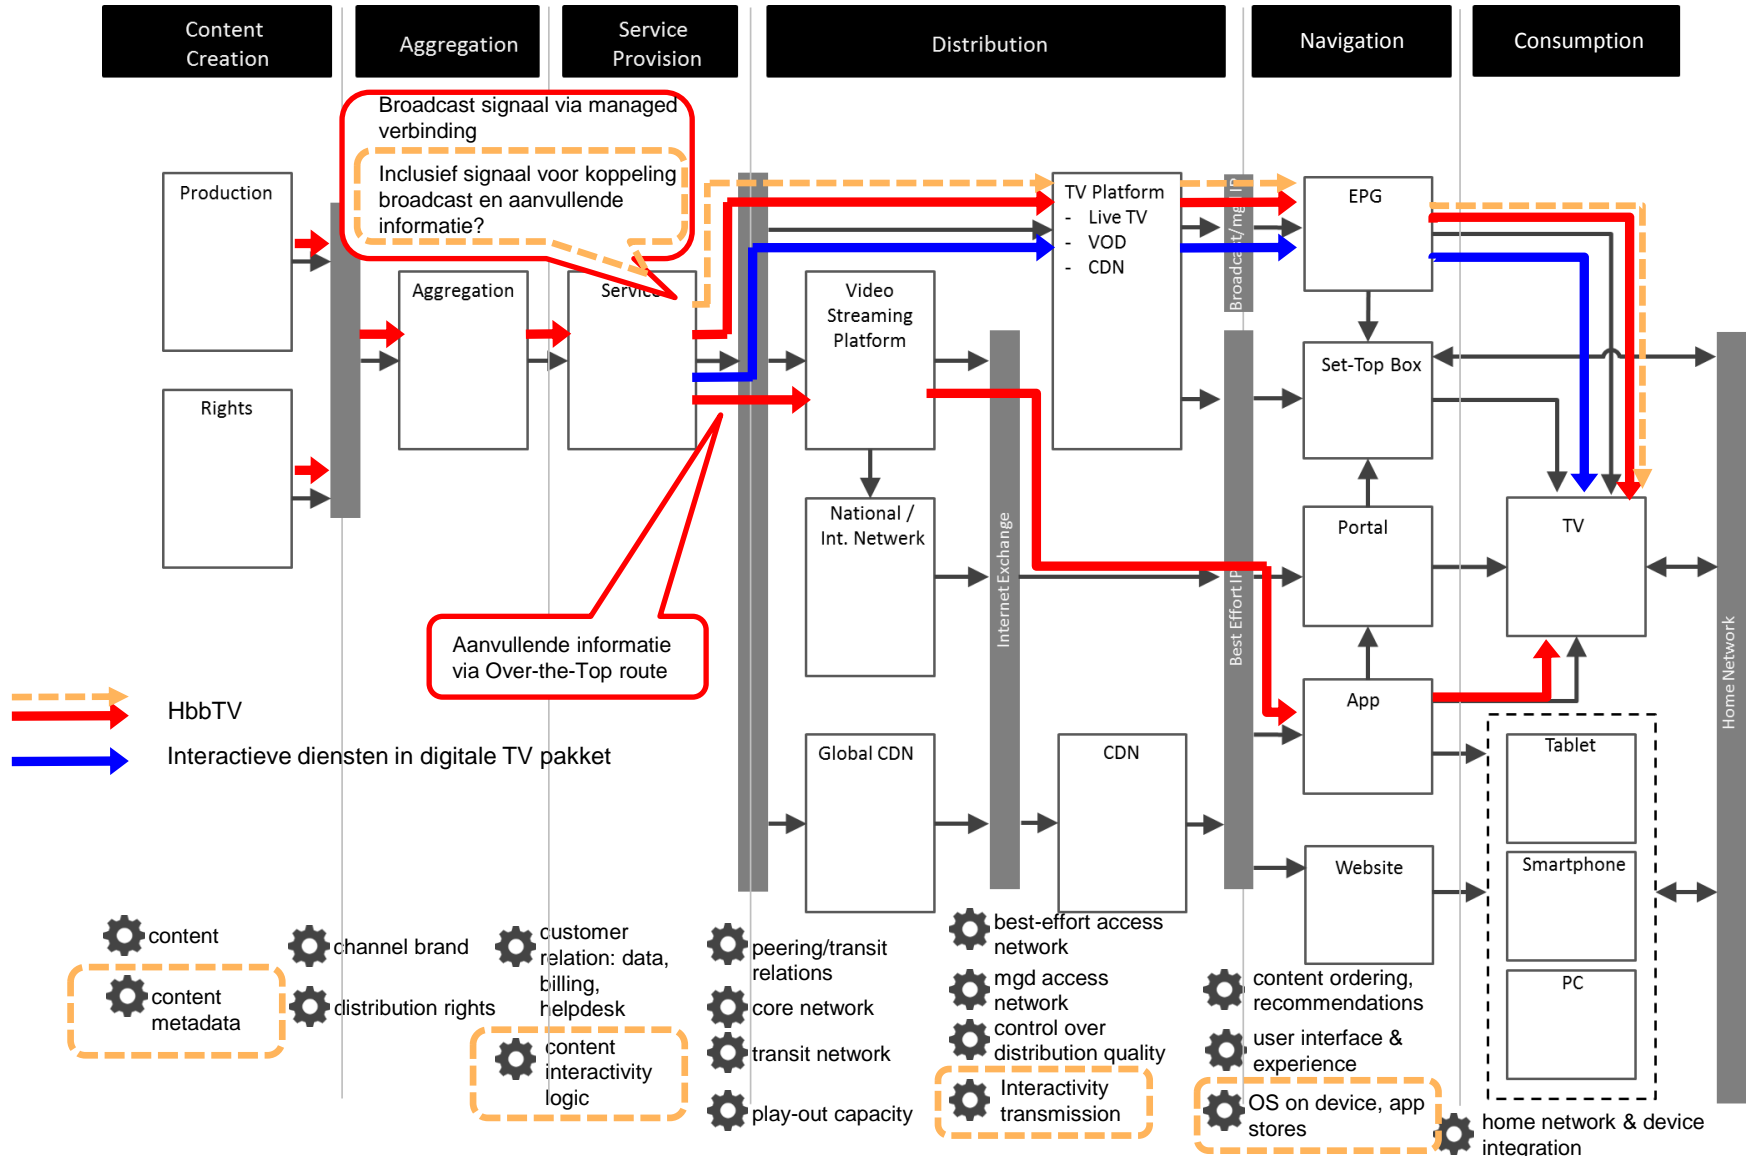 Content
Creation
Aggregation
Service
Provision
Distribution
Navigation
Consumption
Broadcast signaal via managed
verbinding
Inclusief signaal voor koppeling
broadcast en aanvullende
informatie?
Production
Rights
Aggregation
Service
Video
Streaming
Platform
National /
Int. Netwerk
Global CDN
CDN
TV Platform
- Live TV
- VOD
- CDN
Internet Exchange
Broadcast/mgd IP
Best Effort IP
EPG
Set-Top Box
Portal
App
Website
TV
Tablet
Smartphone
PC
Home Network
Aanvullende informatie
via Over-the-Top route
HbbTV
Interactieve diensten in digitale TV pakket
content
content
metadata
channel brand
distribution rights
customer
relation: data,
billing,
helpdesk
content
interactivity
logic
peering/transit
relations
core network
transit network
play-out capacity
best-effort access
network
mgd access
network
control over
distribution quality
Interactivity
transmission
content ordering,
recommendations
user interface &
experience
OS on device, app
stores
home network & device
integration